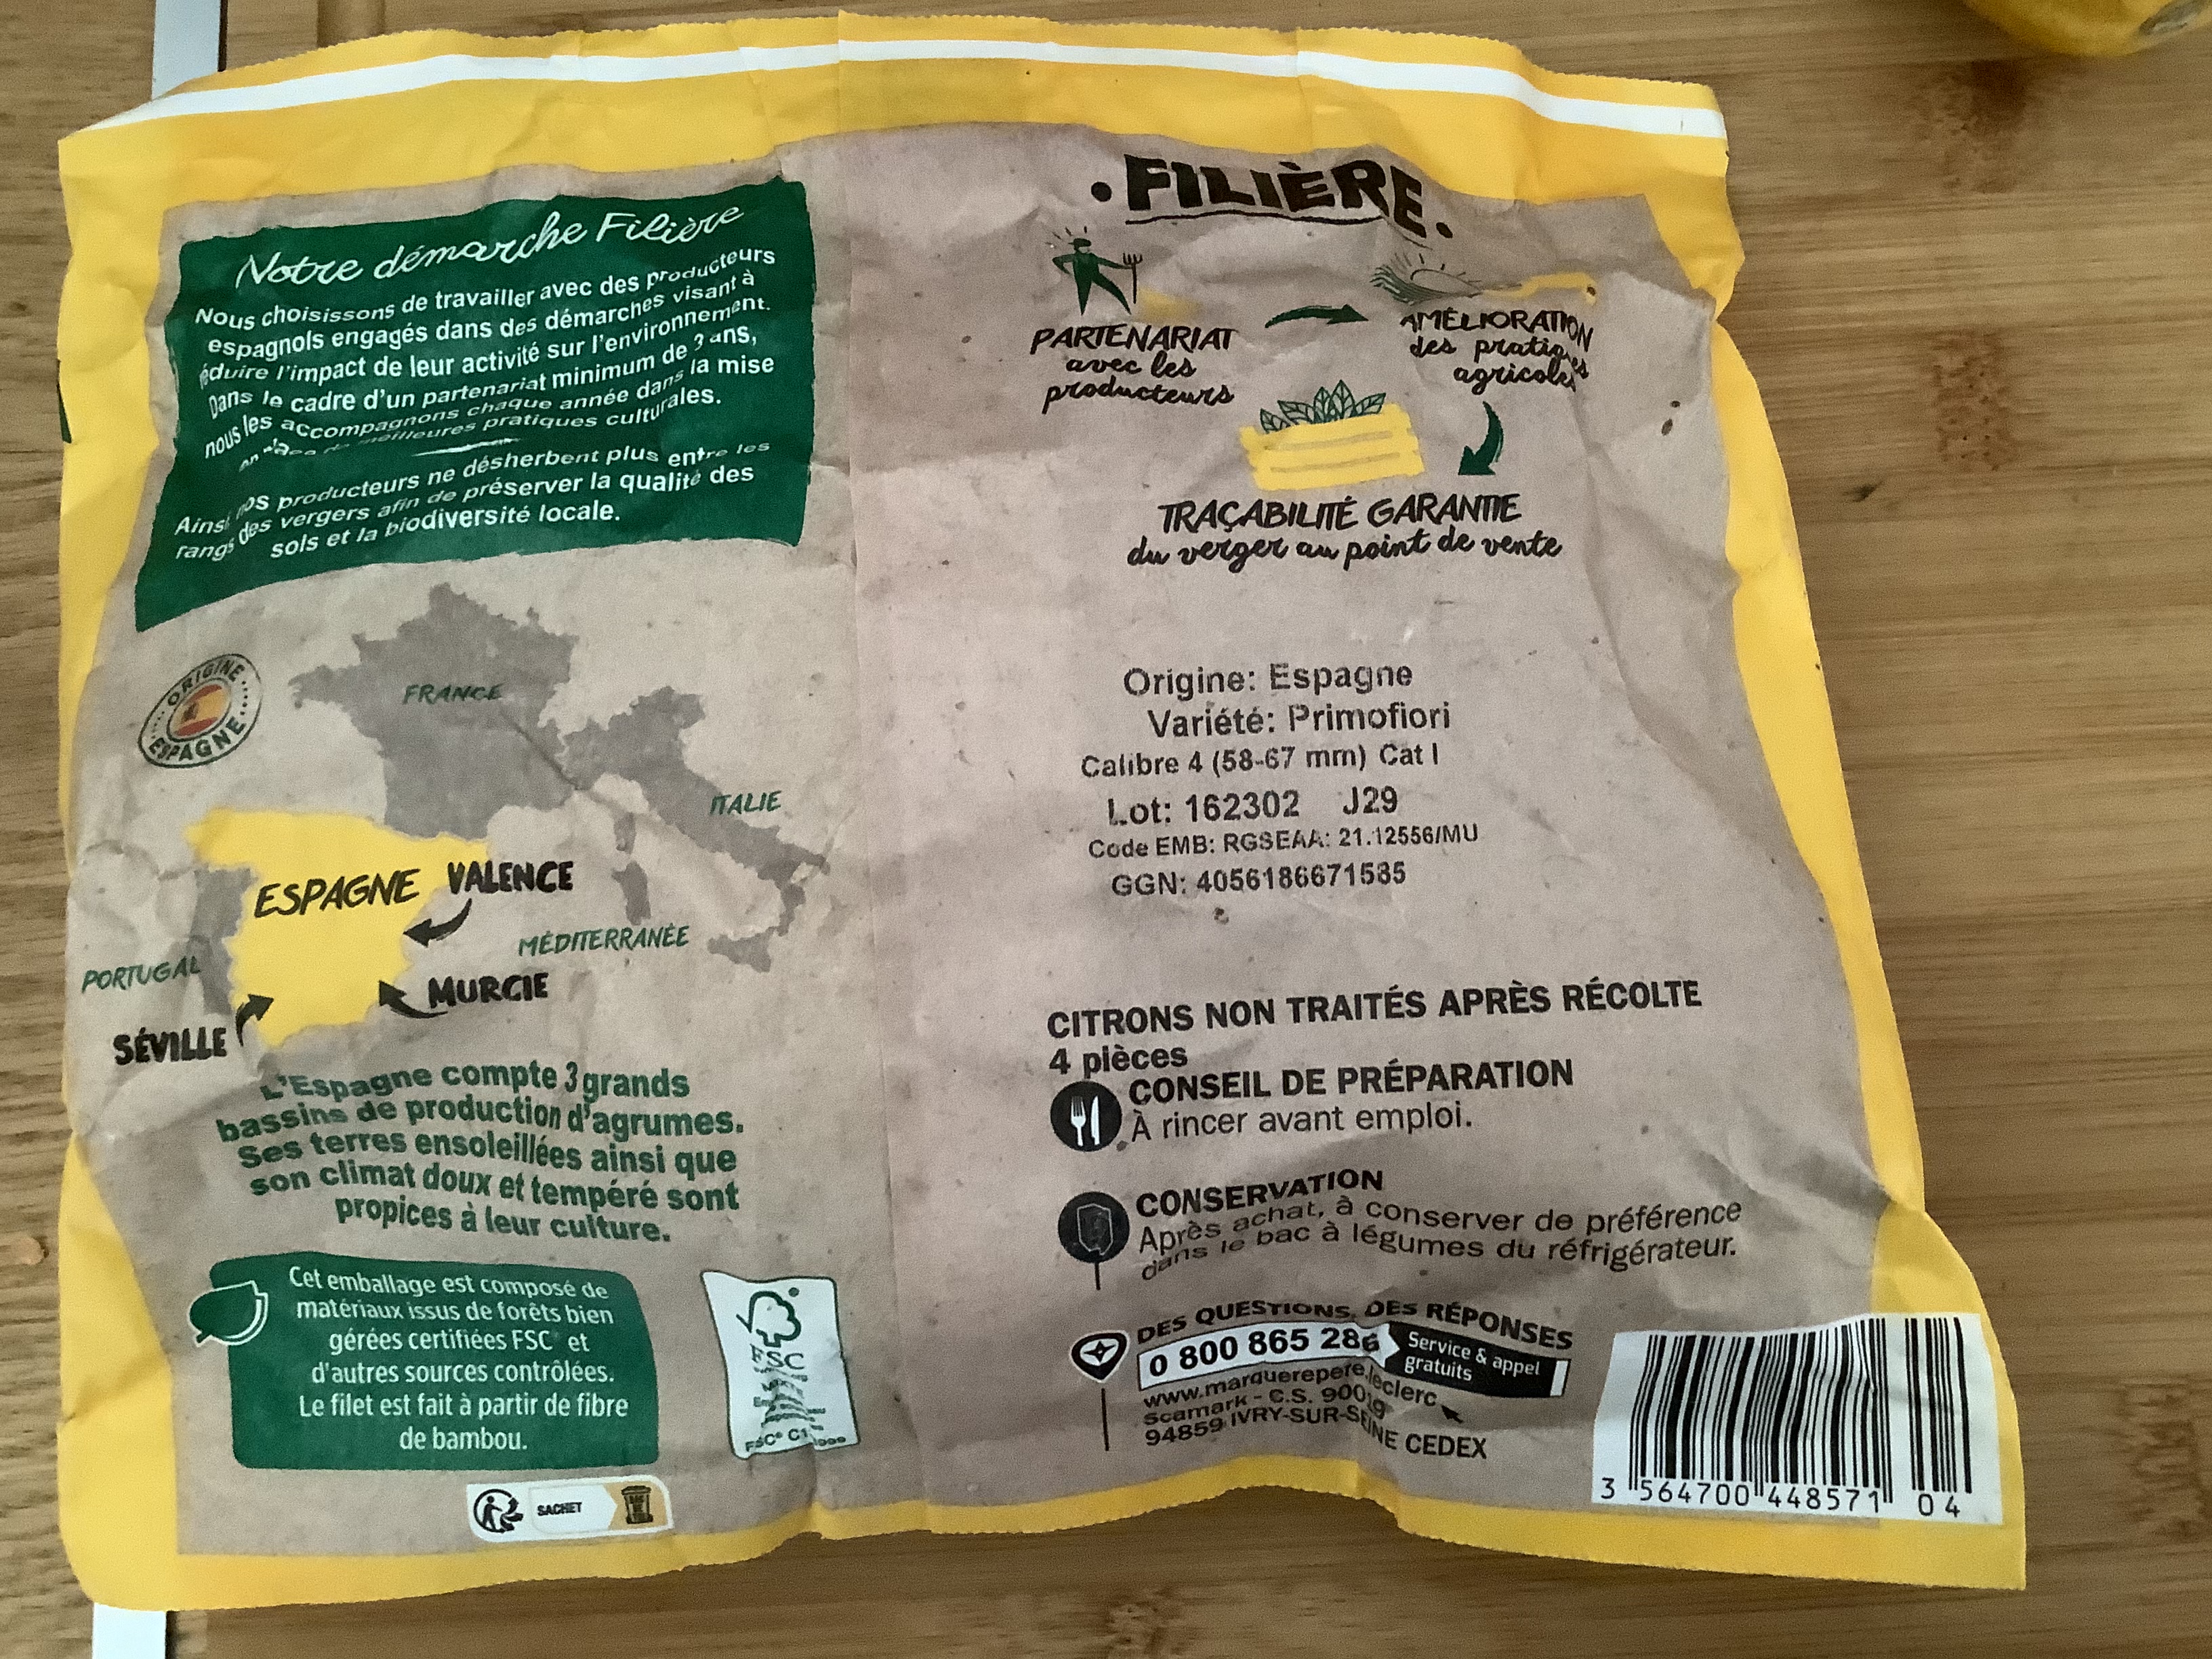 Notre démarche Filière
Nous choisissons de travailler avec des producteurs
espagnols engagés dans des démarches visant à
éduire l'impact de leur activité sur l'environnement.
Dans le cadre d'un partenariat minimum de 3 ans,
nous les accompagnons chaque année dans la mise
meilleures pratiques culturales.
Ainsi nos producteurs ne désherbent plus entre les
rangs des vergers afin de préserver la qualité des
sols et la biodiversité locale.
ORIGINE
ESPAGNE
FRANCE
ITALIE
ESPAGNE
VALENCE
MÉDITERRANÉE
PORTUGAL
MURCIE
SÉVILLE
L'Espagne compte 3 grands
bassins de production d'agrumes.
Ses terres ensoleillées ainsi que
son climat doux et tempéré sont
propices à leur culture.
Cet emballage est composé de
matériaux issus de forêts bien
gérées certifiées FSC® et
d'autres sources contrôlées.
Le filet est fait à partir de fibre
de bambou.
FSC
SACHET
• FILIÈRE •
PARTENARIAT
avec les
producteurs
AMÉLIORATION
des pratiques
agricoles
TRAÇABILITÉ GARANTIE
du verger au point de vente
Origine: Espagne
Variété: Primofiori
Calibre 4 (58-67 mm) Cat I
Lot: 162302 J29
Code EMB: RGSEAA: 21.12556/MU
GGN: 4056186671585
CITRONS NON TRAITÉS APRÈS RÉCOLTE
4 pièces
CONSEIL DE PRÉPARATION
À rincer avant emploi.
CONSERVATION
Après achat, à conserver de préférence
dans le bac à légumes du réfrigérateur.
DES QUESTIONS, DES RÉPONSES
0 800 865 286 Service & appel
gratuits
www.marquerepere.leclerc
Scamark - C.S. 90019
94859 IVRY-SUR-SEINE CEDEX
3 564700 448571 04